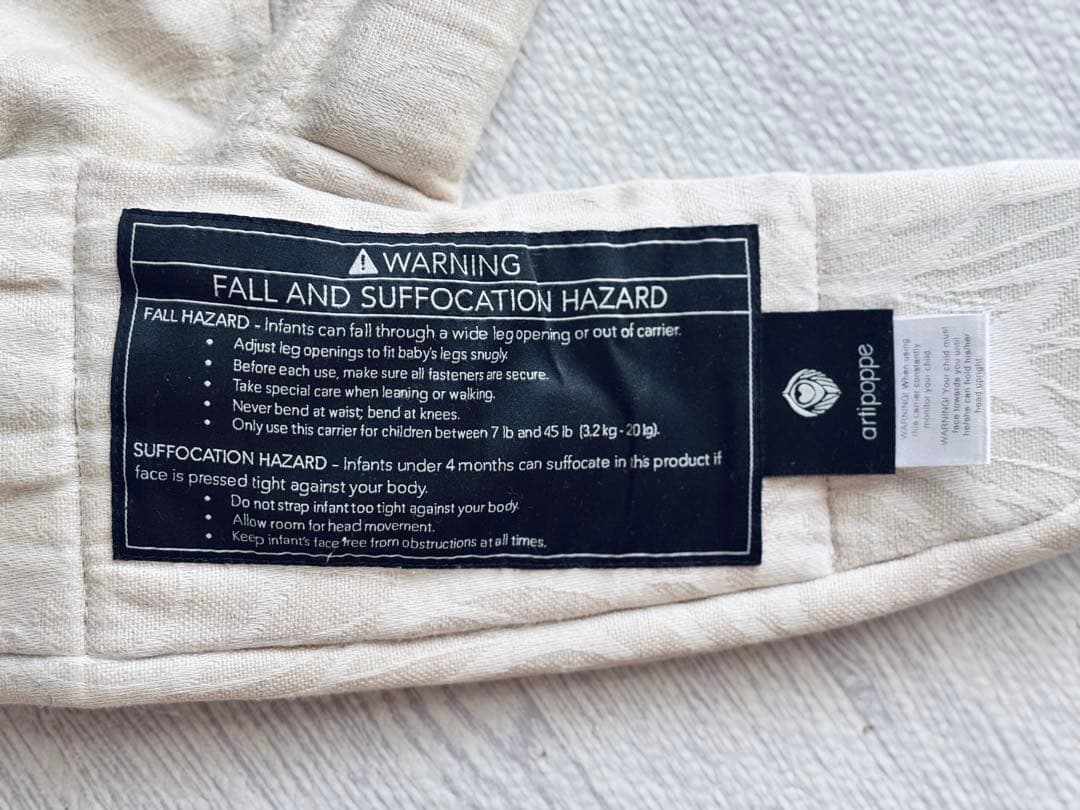 WARNING
FALL AND SUFFOCATION HAZARD
FALL HAZARD - Infants can fall through a wide leg opening or out of carrier.
• Adjust leg openings to fit baby's legs snugly.
• Before each use, make sure all fasteners are secure.
• Take special care when leaning or walking.
• Never bend at waist; bend at knees.
• Only use this carrier for children between 7 lb and 45 lb (3.2 kg - 20 kg).
SUFFOCATION HAZARD - Infants under 4 months can suffocate in this product if
face is pressed tight against your body.
• Do not strap infant too tight against your body.
• Allow room for head movement.
• Keep infant's face free from obstructions at all times.
artipoppe
WARNING! When using
this carrier constantly
monitor your child.
WARNING! Your child must
face towards you until
he/she can hold his/her
head upright